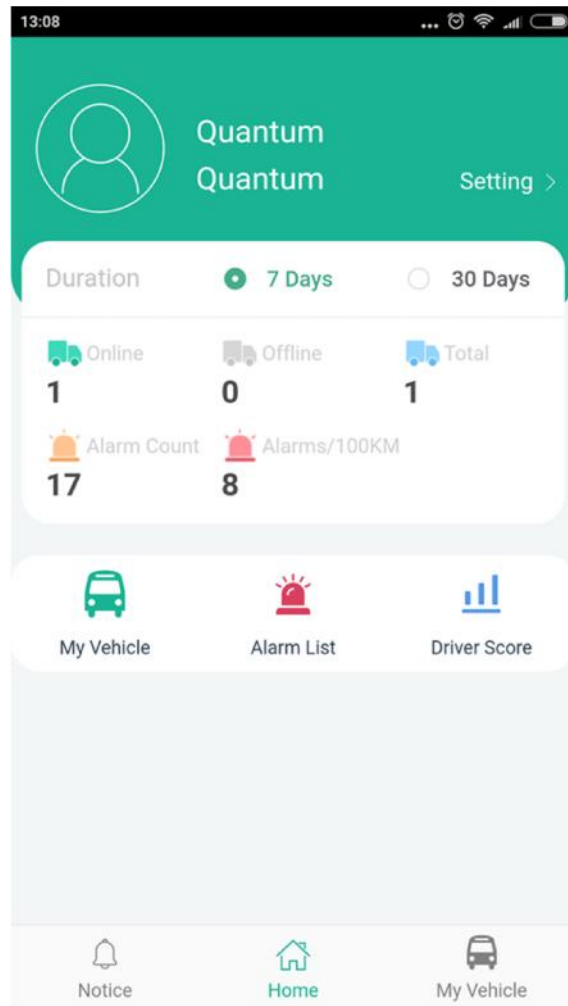 13:08
Quantum
Quantum
Setting >
Duration 7 Days 30 Days
Online Offline Total
1 0 1
Alarm Count Alarms/100KM
17 8
My Vehicle Alarm List Driver Score
Notice Home My Vehicle